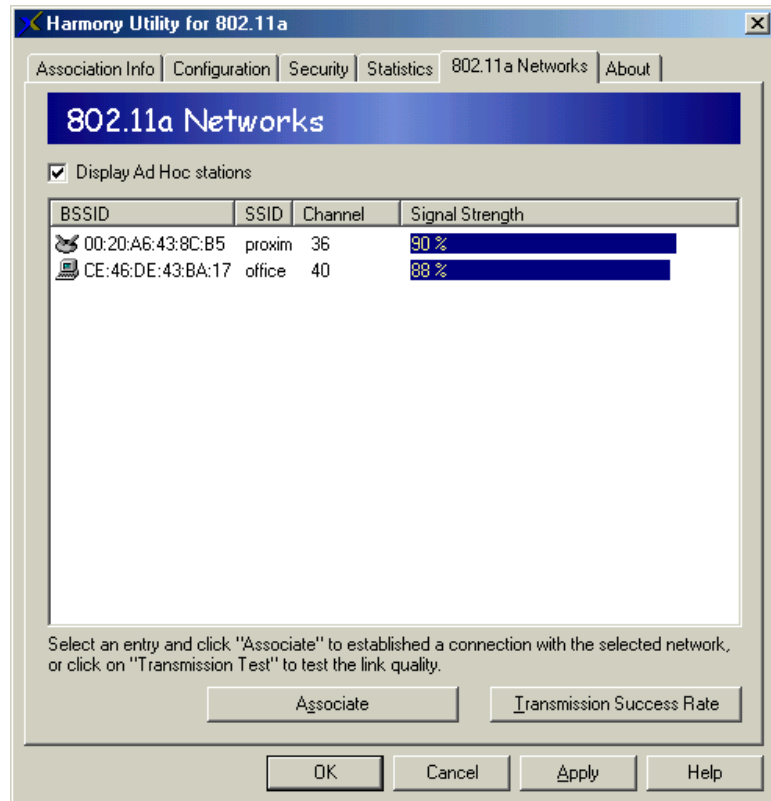 Harmony Utility for 802.11a
Association Info Configuration Security Statistics 802.11a Networks About
802.11a Networks
Display Ad Hoc stations
BSSID SSID Channel Signal Strength
00:20:A6:43:8C:B5 proxim 36 90 %
CE:46:DE:43:BA:17 office 40 88 %
Select an entry and click "Associate" to established a connection with the selected network,
or click on "Transmission Test" to test the link quality.
Associate Transmission Success Rate
OK Cancel Apply Help